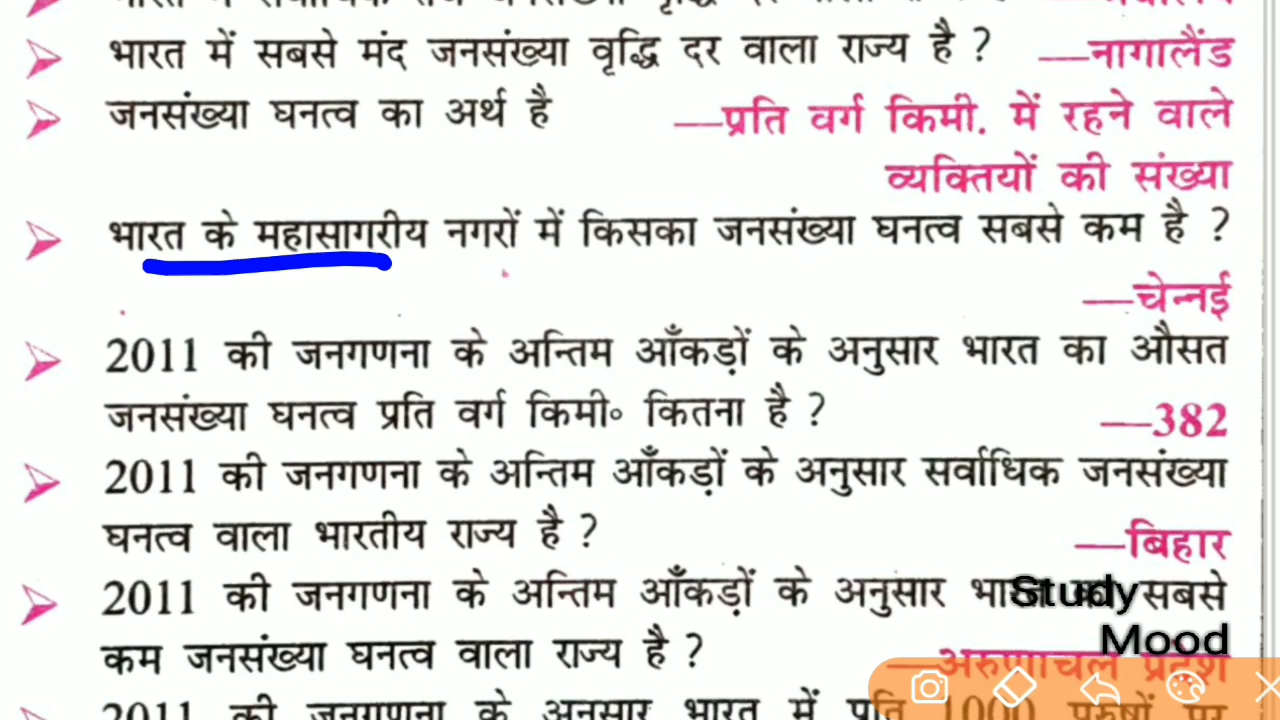 भारत में सबसे मंद जनसंख्या वृद्धि दर वाला राज्य है ? —नागालैंड
जनसंख्या घनत्व का अर्थ है —प्रति वर्ग किमी. में रहने वाले
व्यक्तियों की संख्या
भारत के महासागरीय नगरों में किसका जनसंख्या घनत्व सबसे कम है ?
—चेन्नई
2011 की जनगणना के अन्तिम आँकड़ों के अनुसार भारत का औसत
जनसंख्या घनत्व प्रति वर्ग किमी॰ कितना है ? —382
2011 की जनगणना के अन्तिम आँकड़ों के अनुसार सर्वाधिक जनसंख्या
घनत्व वाला भारतीय राज्य है ? —बिहार
2011 की जनगणना के अन्तिम आँकड़ों के अनुसार सबसे
Study
कम जनसंख्या घनत्व वाला राज्य है ? —अरुणाचल प्रदेश
Mood
2011 की जनगणना के अनुसार भारत में प्रति 1000 पुरुषों पर